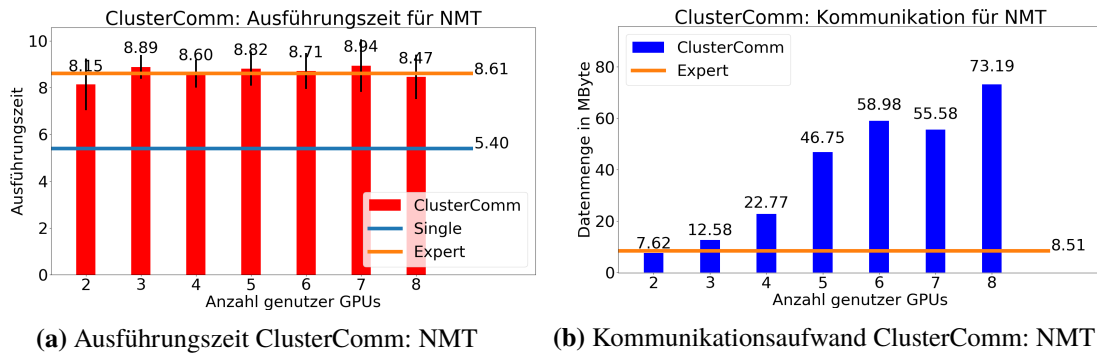 ClusterComm: Ausführungszeit für NMT
Ausführungszeit
10
8
6
4
2
0
8.15
8.89
8.60
8.82
8.71
8.94
8.47
8.61
5.40
ClusterComm
Single
Expert
2 3 4 5 6 7 8
Anzahl genutzer GPUs
(a) Ausführungszeit ClusterComm: NMT
ClusterComm: Kommunikation für NMT
Datenmenge in MByte
80
60
40
20
0
ClusterComm
Expert
7.62
12.58
22.77
46.75
58.98
55.58
73.19
8.51
2 3 4 5 6 7 8
Anzahl genutzer GPUs
(b) Kommunikationsaufwand ClusterComm: NMT